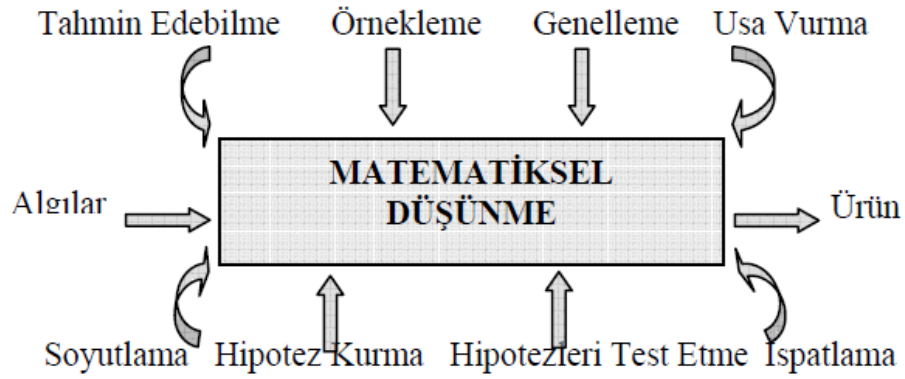 Tahmin Edebilme Örnekleme Genelleme Usa Vurma
MATEMATİKSEL
DÜŞÜNME
Algılar
Ürün
Soyutlama Hipotez Kurma Hipotezleri Test Etme İspatlama